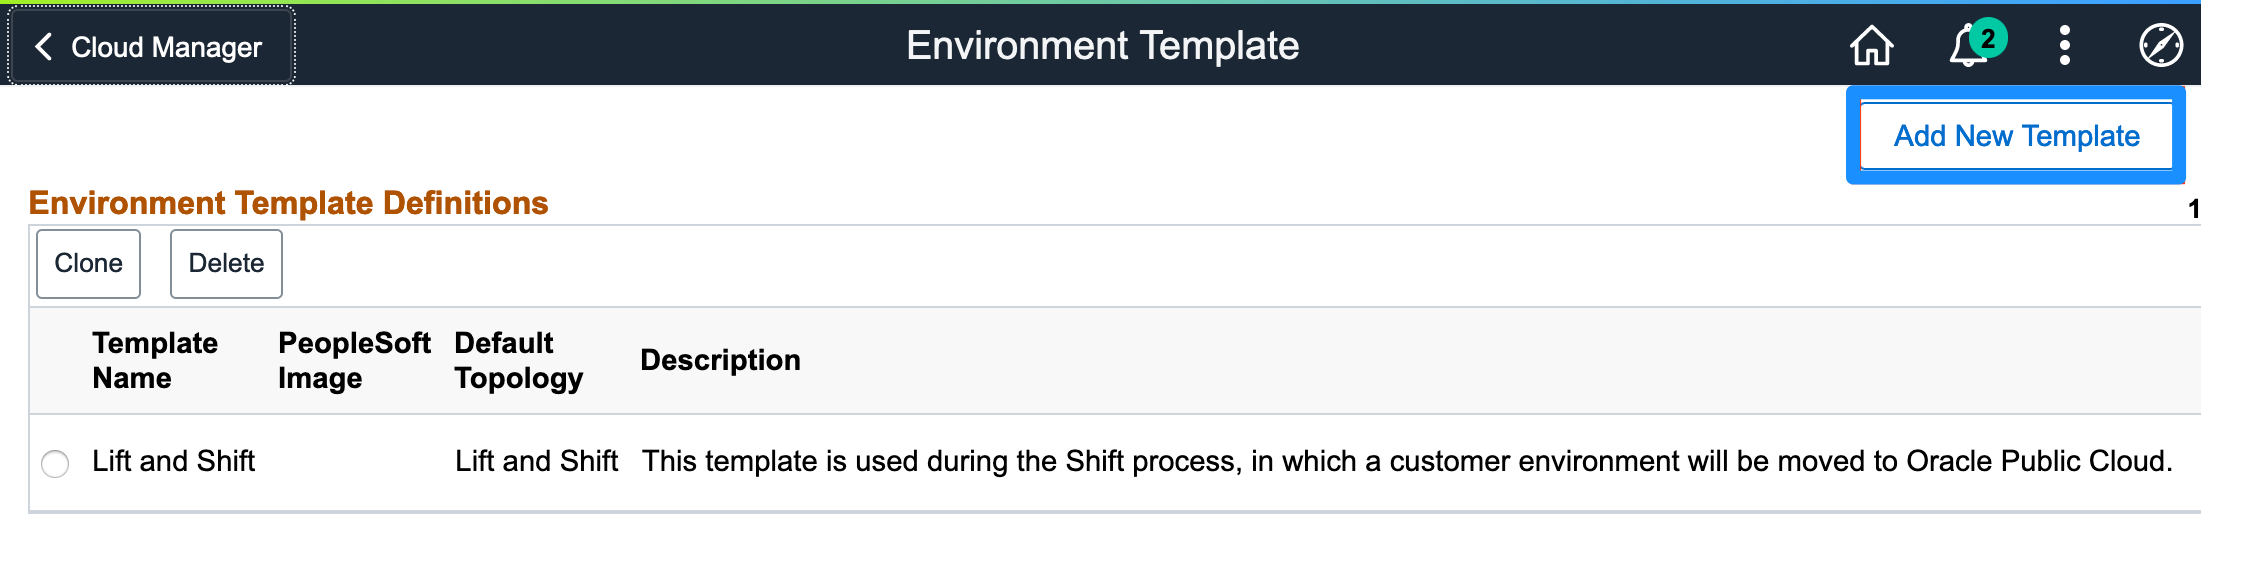 Cloud Manager
Environment Template
2
Add New Template
Environment Template Definitions
1
Clone
Delete
Template Name
PeopleSoft Image
Default Topology
Description
Lift and Shift
Lift and Shift
This template is used during the Shift process, in which a customer environment will be moved to Oracle Public Cloud.